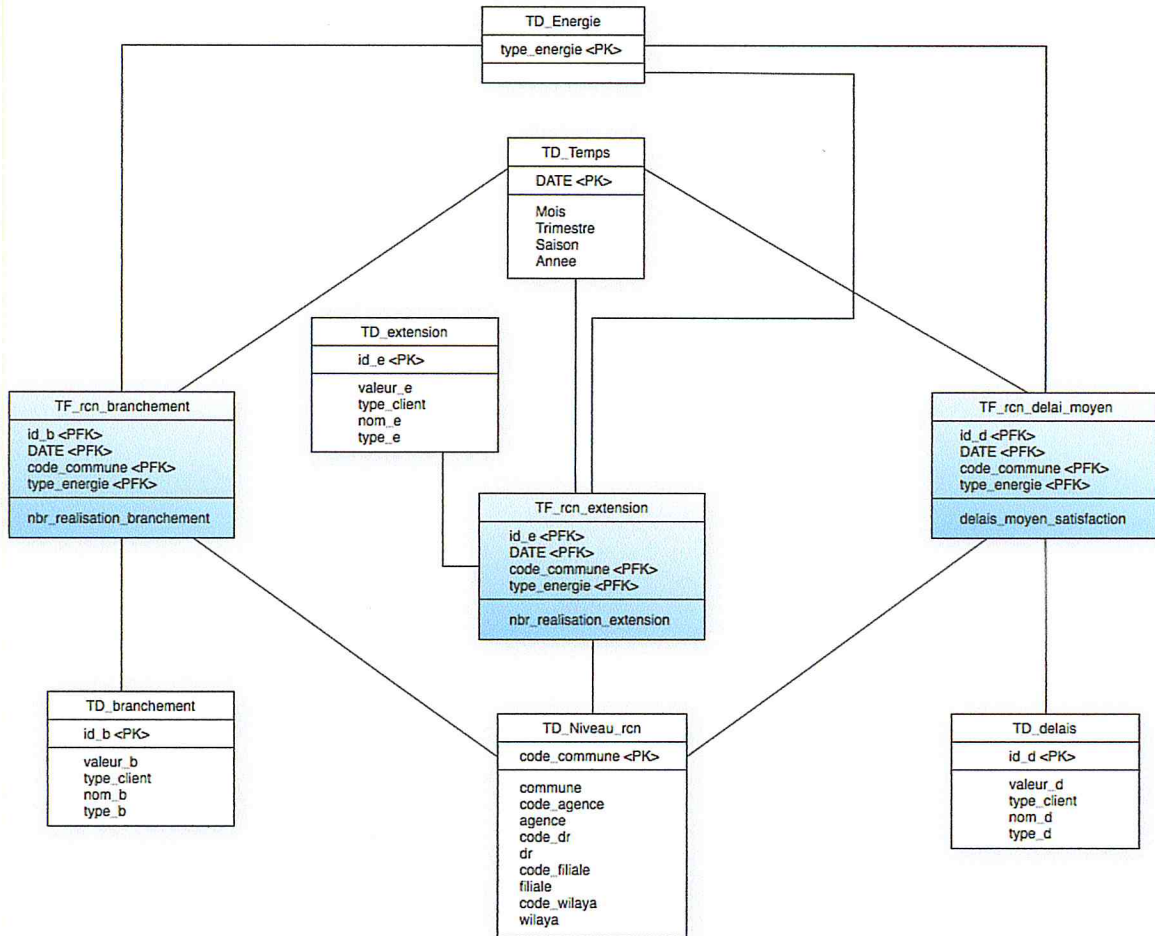 TD_Energie
type_energie <PK>
TD_Temps
DATE <PK>
Mois
Trimestre
Saison
Annee
TD_extension
id_e <PK>
valeur_e
type_client
nom_e
type_e
TF_rcn_branchement
id_b <PFK>
DATE <PFK>
code_commune <PFK>
type_energie <PFK>
nbr_realisation_branchement
TF_rcn_delai_moyen
id_d <PFK>
DATE <PFK>
code_commune <PFK>
type_energie <PFK>
delais_moyen_satisfaction
TF_rcn_extension
id_e <PFK>
DATE <PFK>
code_commune <PFK>
type_energie <PFK>
nbr_realisation_extension
TD_branchement
id_b <PK>
valeur_b
type_client
nom_b
type_b
TD_Niveau_rcn
code_commune <PK>
commune
code_agence
agence
code_dr
dr
code_filiale
filiale
code_wilaya
wilaya
TD_delais
id_d <PK>
valeur_d
type_client
nom_d
type_d